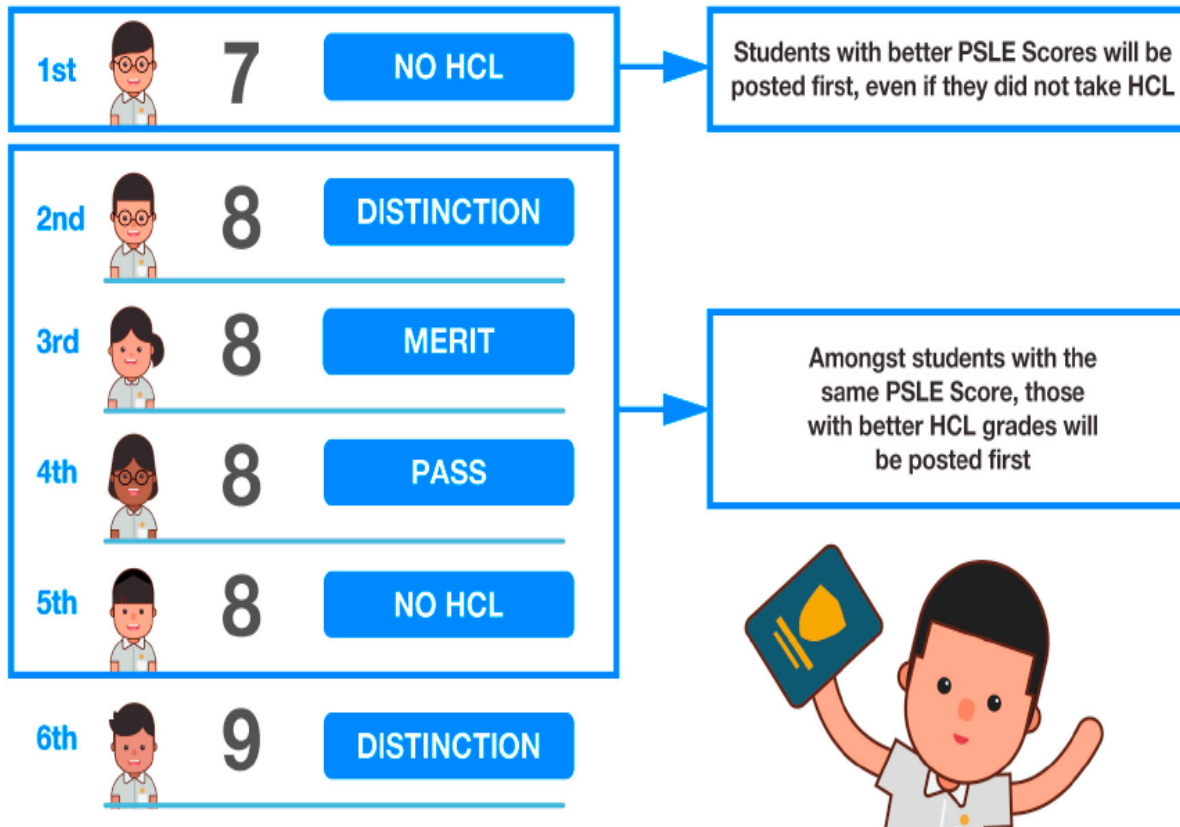 1st 7 NO HCL
Students with better PSLE Scores will be
posted first, even if they did not take HCL
2nd 8 DISTINCTION
3rd 8 MERIT
4th 8 PASS
5th 8 NO HCL
Amongst students with the
same PSLE Score, those
with better HCL grades will
be posted first
6th 9 DISTINCTION